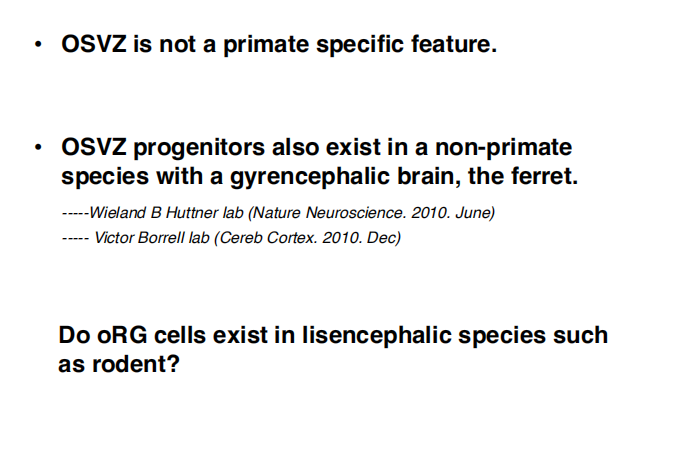 • OSVZ is not a primate specific feature.
• OSVZ progenitors also exist in a non-primate
species with a gyrencephalic brain, the ferret.
-----Wieland B Huttner lab (Nature Neuroscience. 2010. June)
----- Victor Borrell lab (Cereb Cortex. 2010. Dec)
Do oRG cells exist in lisencephalic species such
as rodent?